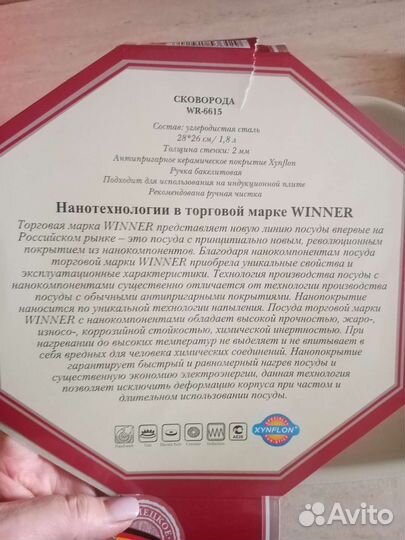 СКОВОРОДА
WR-6615
Состав: углеродистая сталь
28*26 см/ 1,8 л
Толщина стенки: 2 мм
Антипригарное керамическое покрытие Xynflon
Ручка бакелитовая
Подходит для использования на индукционной плите
Рекомендована ручная чистка
Нанотехнологии в торговой марке WINNER
Торговая марка WINNER представляет новую линию посуды впервые на
Российском рынке – это посуда с принципиально новым, революционным
покрытием из нанокомпонентов. Благодаря нанокомпонентам посуда
торговой марки WINNER приобрела уникальные свойства и
эксплуатационные характеристики. Технология производства посуды с
нанокомпонентами существенно отличается от технологии производства
посуды с обычными антипригарными покрытиями. Нанопокрытие
наносится по уникальной технологии напыления. Посуда торговой марки
WINNER с нанокомпонентами обладает высокой прочностью, жаро-,
износо-, коррозийной стойкостью, химической инертностью. При
нагревании до высоких температур не выделяет и не впитывает в
себя вредных для человека химических соединений. Нанопокрытие
гарантирует быстрый и равномерный нагрев посуды и
существенную экономию электроэнергии, данная технология
позволяет исключить деформацию корпуса при частом и
длительном использовании посуды.
Gas
Ceramic
Induction
XYNFLON
Avito